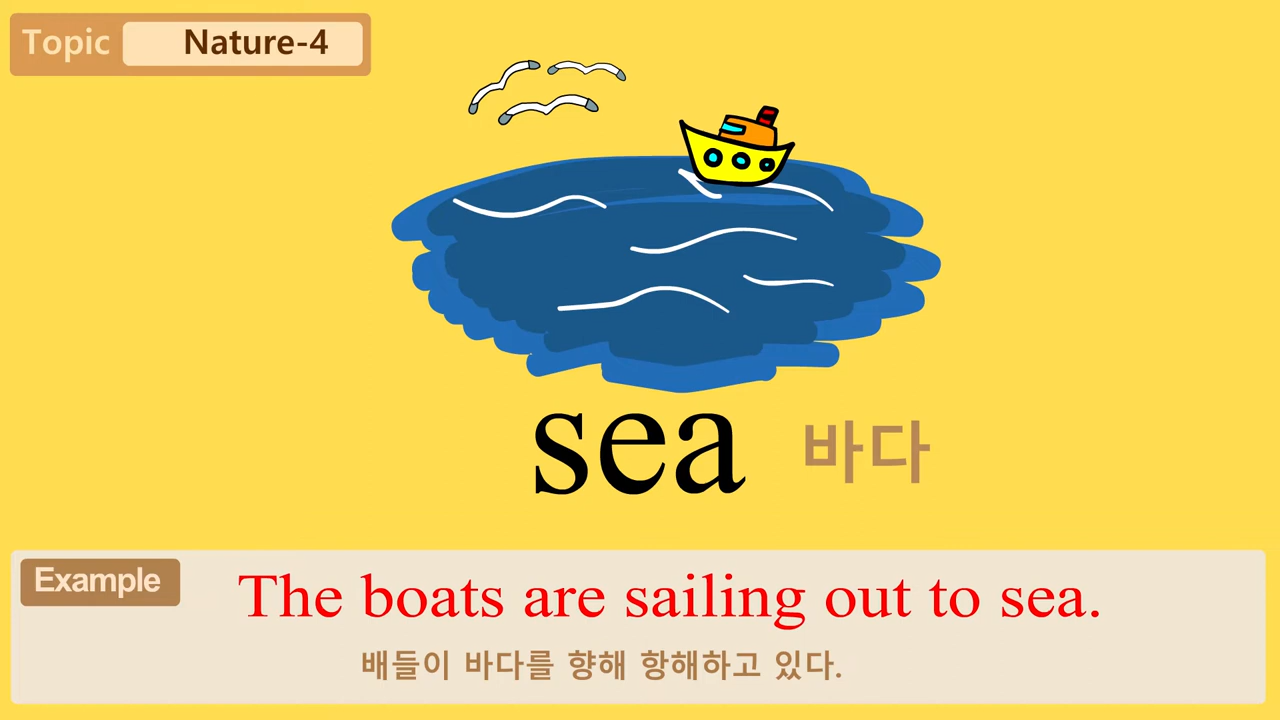 Topic Nature-4
sea 바다
Example The boats are sailing out to sea.
배들이 바다를 향해 항해하고 있다.